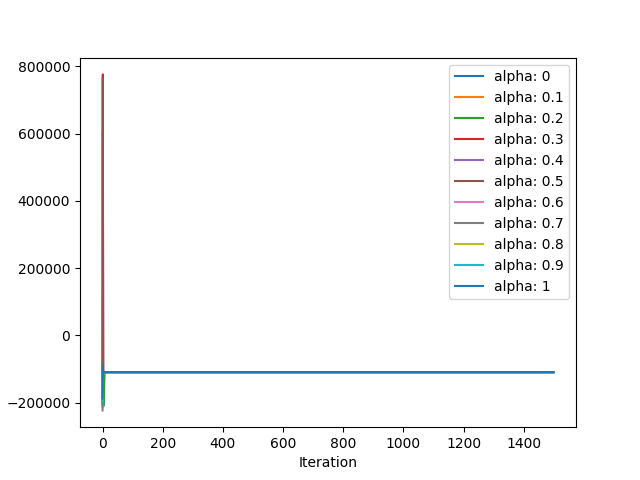 800000
600000
400000
200000
0
−200000
0
200
400
600
800
1000
1200
1400
Iteration
alpha: 0
alpha: 0.1
alpha: 0.2
alpha: 0.3
alpha: 0.4
alpha: 0.5
alpha: 0.6
alpha: 0.7
alpha: 0.8
alpha: 0.9
alpha: 1